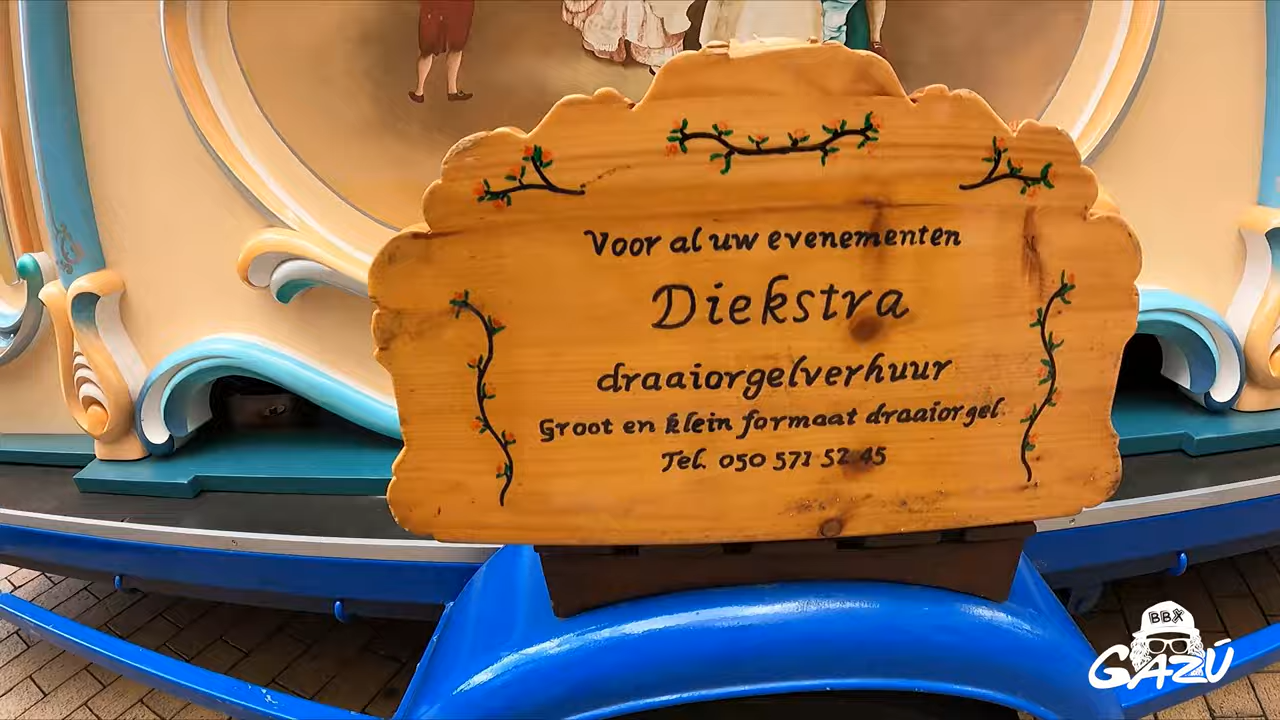 Voor al uw evenementen
Diekstra
draaiorgelverhuur
Groot en klein formaat draaiorgel
Tel. 050 571 52 45
BBX
GAZÚ